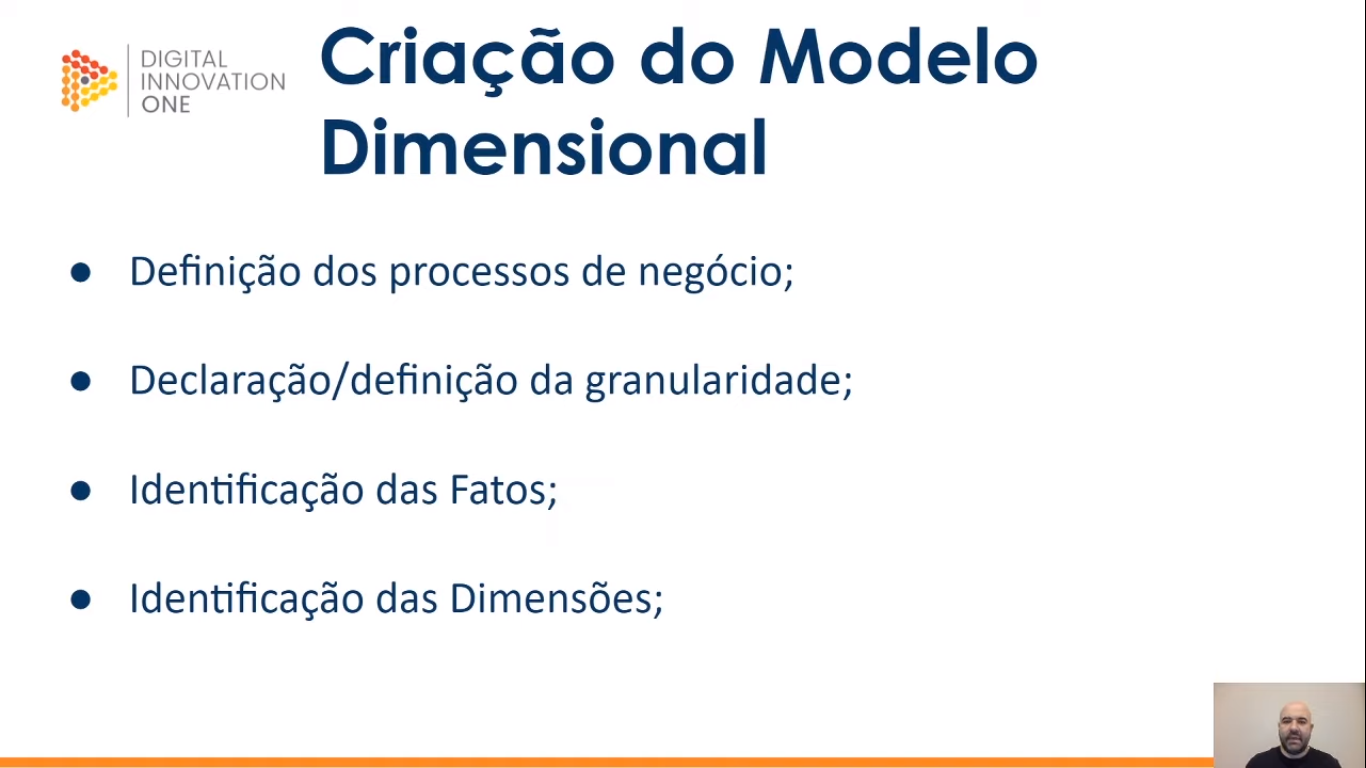 DIGITAL
INNOVATION
ONE
Criação do Modelo
Dimensional
● Definição dos processos de negócio;
● Declaração/definição da granularidade;
● Identificação das Fatos;
● Identificação das Dimensões;